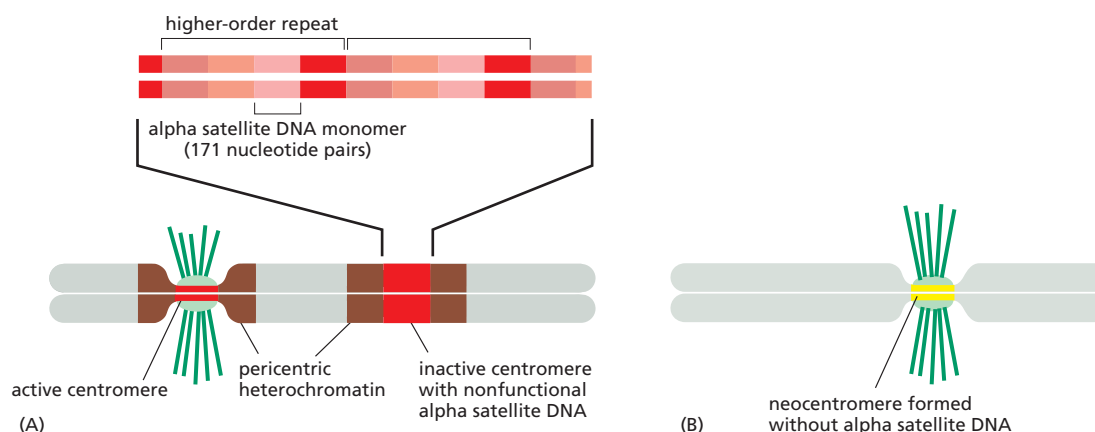 higher-order repeat
alpha satellite DNA monomer
(171 nucleotide pairs)
active centromere
pericentric
heterochromatin
inactive centromere
with nonfunctional
alpha satellite DNA
(A)
neocentromere formed
without alpha satellite DNA
(B)